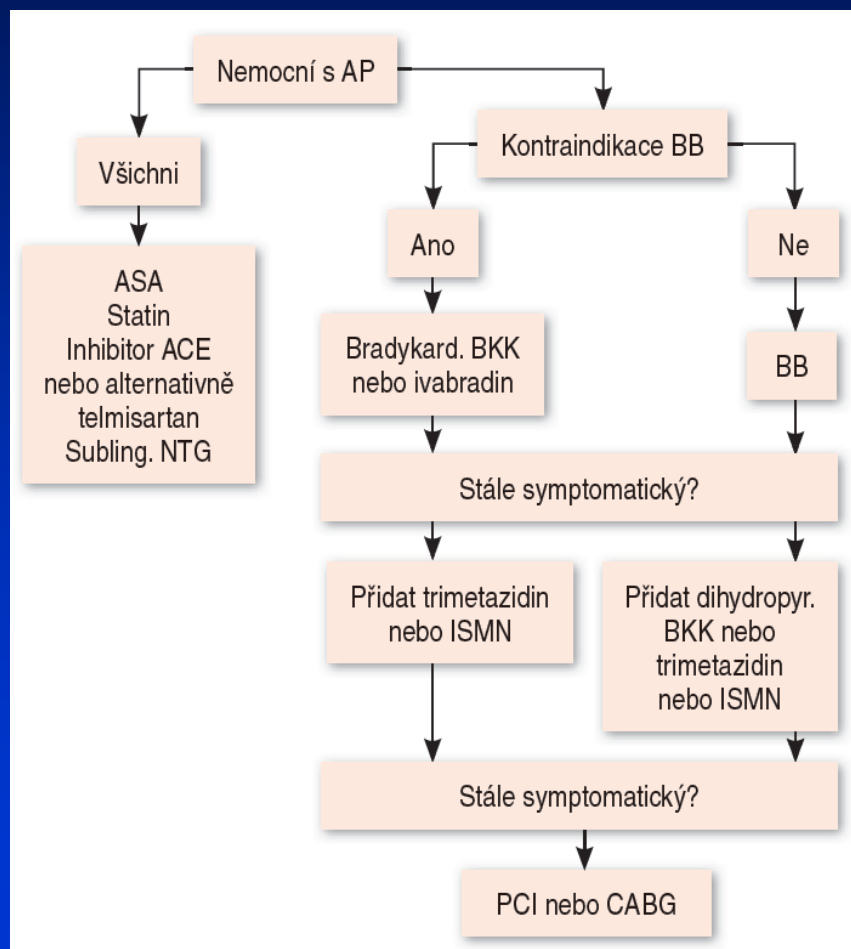 Nemocní s AP
Všichni
ASA
Statin
Inhibitor ACE
nebo alternativně
telmisartan
Subling. NTG
Kontraindikace BB
Ano
Ne
Bradykard. BKK
nebo ivabradin
BB
Stále symptomatický?
Přidat trimetazidin
nebo ISMN
Přidat dihydropyr.
BKK nebo
trimetazidin
nebo ISMN
Stále symptomatický?
PCI nebo CABG